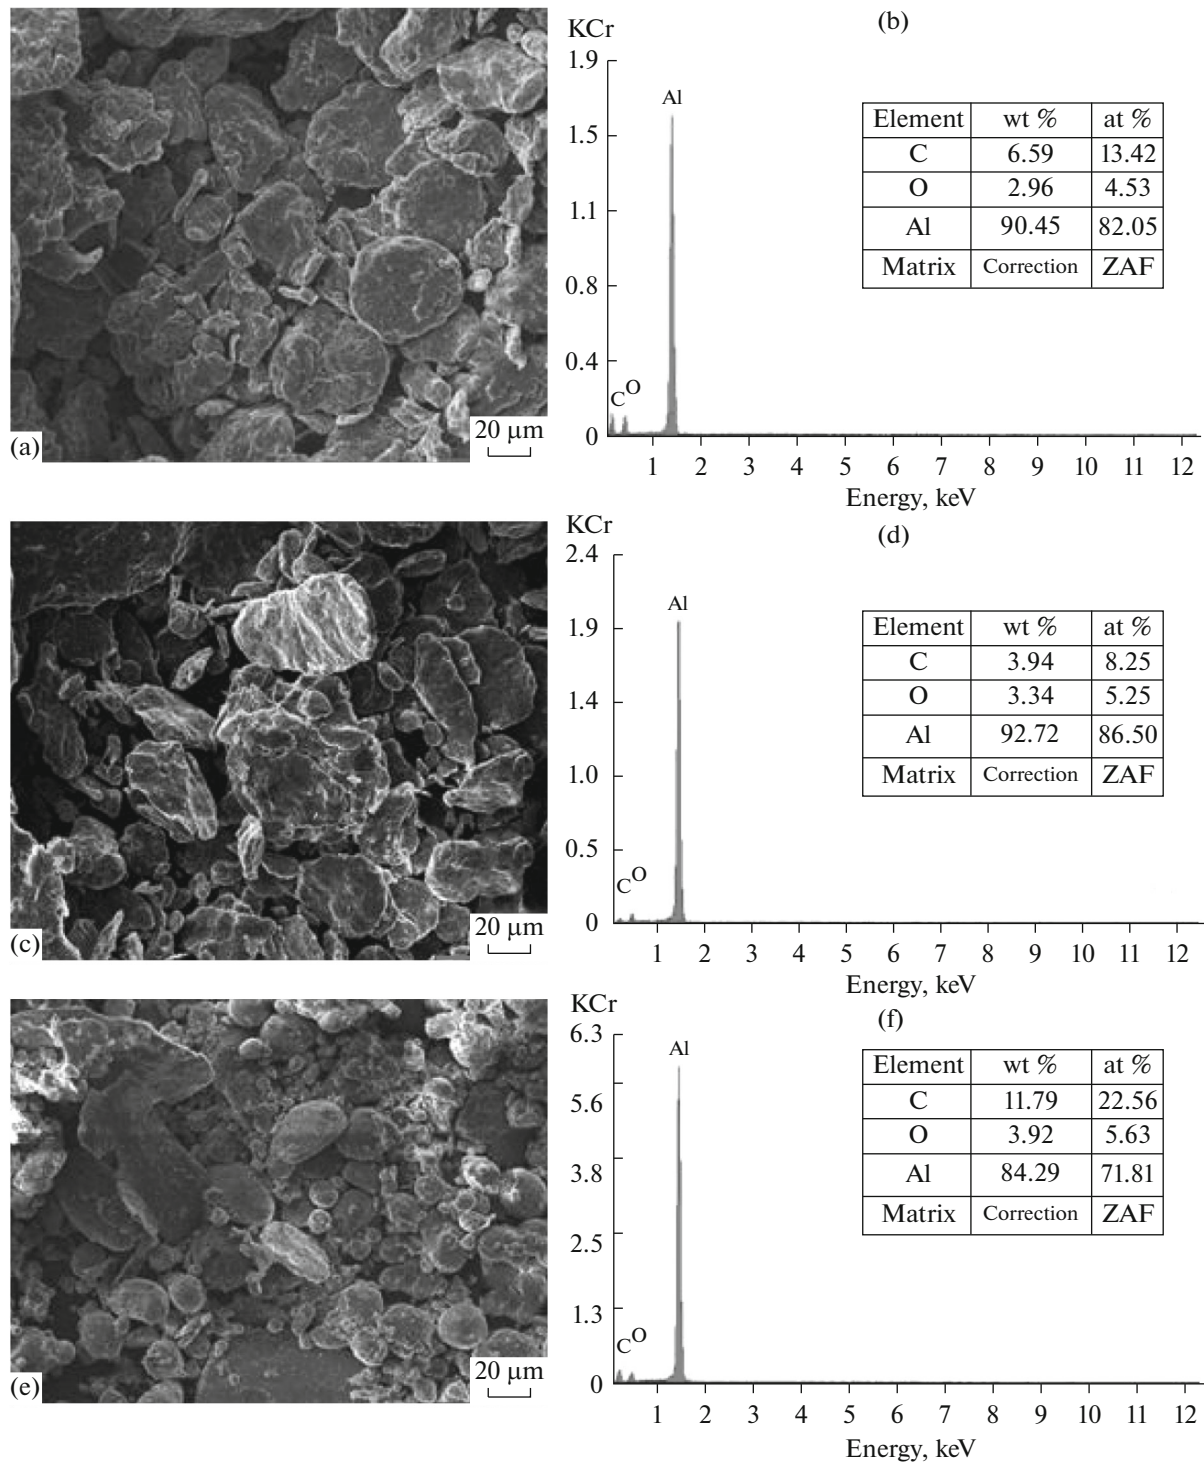 (a)
20 µm
(b)
KCr
1.9
1.5
1.1
0.8
0.4
0
Al
C O
1 2 3 4 5 6 7 8 9 10 11 12
Energy, keV
Element wt % at %
C 6.59 13.42
O 2.96 4.53
Al 90.45 82.05
Matrix Correction ZAF
(c)
20 µm
(d)
KCr
2.4
1.9
1.4
1.0
0.5
0
Al
C O
1 2 3 4 5 6 7 8 9 10 11 12
Energy, keV
Element wt % at %
C 3.94 8.25
O 3.34 5.25
Al 92.72 86.50
Matrix Correction ZAF
(e)
20 µm
(f)
KCr
6.3
5.6
3.8
2.5
1.3
0
Al
C O
1 2 3 4 5 6 7 8 9 10 11 12
Energy, keV
Element wt % at %
C 11.79 22.56
O 3.92 5.63
Al 84.29 71.81
Matrix Correction ZAF